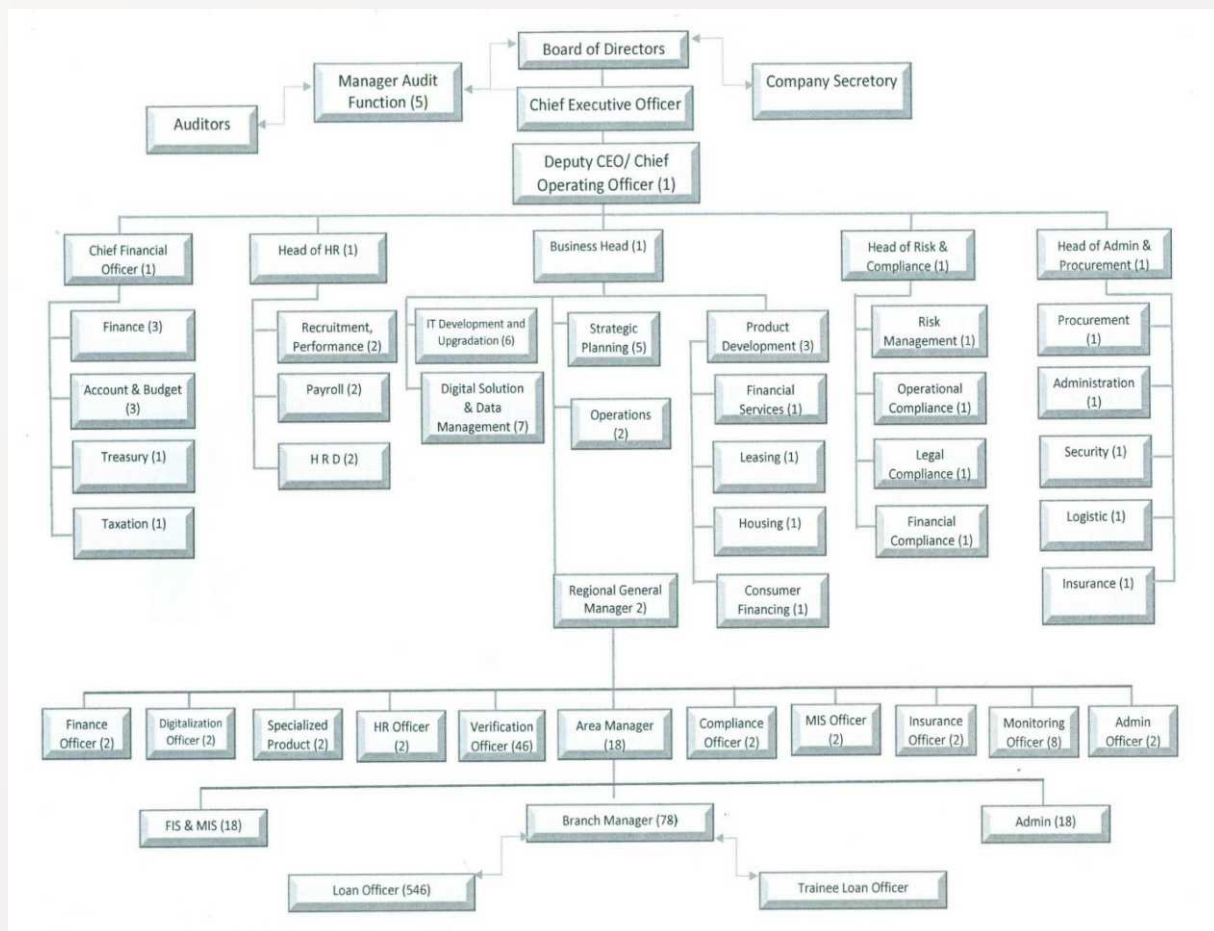 Board of Directors
Manager Audit
Function (5)
Company Secretory
Chief Executive Officer
Auditors
Deputy CEO/ Chief
Operating Officer (1)
Chief Financial
Officer (1)
Head of HR (1)
Business Head (1)
Head of Risk &
Compliance (1)
Head of Admin &
Procurement (1)
Finance (3)
Account & Budget
(3)
Treasury (1)
Taxation (1)
Recruitment,
Performance (2)
Payroll (2)
H R D (2)
IT Development and
Upgradation (6)
Digital Solution
& Data
Management (7)
Strategic
Planning (5)
Operations
(2)
Product
Development (3)
Financial
Services (1)
Leasing (1)
Housing (1)
Consumer
Financing (1)
Risk
Management (1)
Operational
Compliance (1)
Legal
Compliance (1)
Financial
Compliance (1)
Procurement
(1)
Administration
(1)
Security (1)
Logistic (1)
Insurance (1)
Regional General
Manager 2)
Finance
Officer (2)
Digitalization
Officer (2)
Specialized
Product (2)
HR Officer
(2)
Verification
Officer (46)
Area Manager
(18)
Compliance
Officer (2)
MIS Officer
(2)
Insurance
Officer (2)
Monitoring
Officer (8)
Admin
Officer (2)
FIS & MIS (18)
Branch Manager (78)
Admin (18)
Loan Officer (546)
Trainee Loan Officer